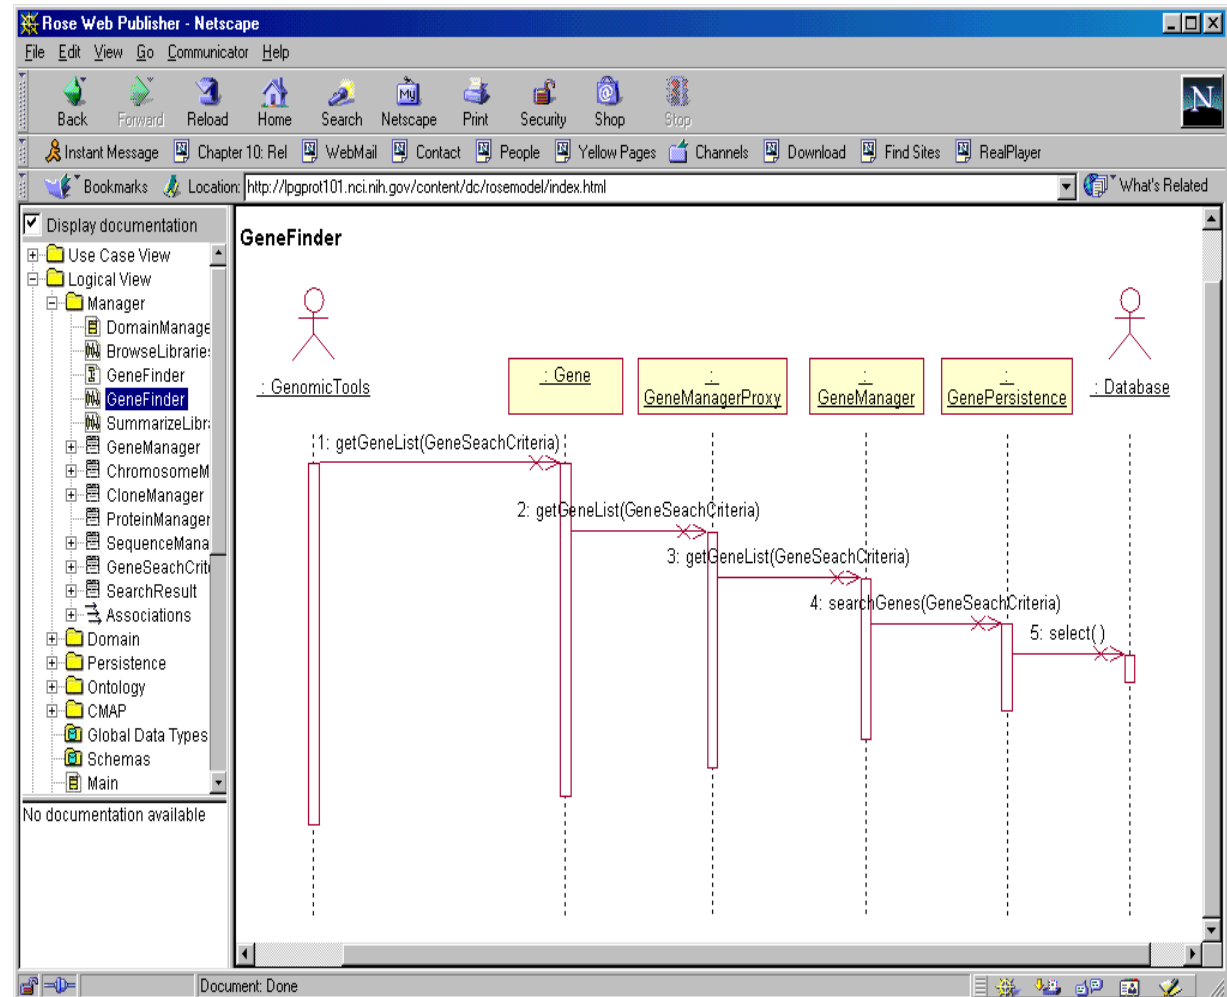 Rose Web Publisher - Netscape
File Edit View Go Communicator Help
Back Forward Reload Home Search My Netscape Print Security Shop Stop
N
Instant Message Chapter 10: Rel WebMail Contact People Yellow Pages Channels Download Find Sites RealPlayer
Bookmarks Location: http://lpgprot101.nci.nih.gov/content/dc/rosemodel/index.html What's Related
Display documentation
Use Case View
Logical View
Manager
DomainManage
BrowseLibraries
GeneFinder
GeneFinder
SummarizeLibr
GeneManager
ChromosomeM
CloneManager
ProteinManager
SequenceMana
GeneSeachCrit
SearchResult
Associations
Domain
Persistence
Ontology
CMAP
Global Data Types
Schemas
Main
No documentation available
GeneFinder
: GenomicTools
: Gene
:
GeneManagerProxy
:
GeneManager
:
GenePersistence
: Database
1: getGeneList(GeneSeachCriteria)
2: getGeneList(GeneSeachCriteria)
3: getGeneList(GeneSeachCriteria)
4: searchGenes(GeneSeachCriteria)
5: select( )
Document: Done